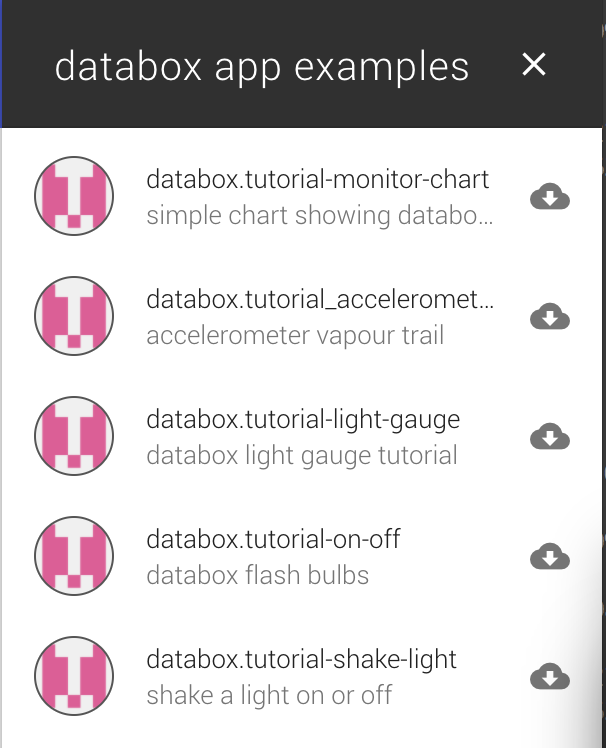 databox app examples
databox.tutorial-monitor-chart
simple chart showing databo...
databox.tutorial_acceleromet...
accelerometer vapour trail
databox.tutorial-light-gauge
databox light gauge tutorial
databox.tutorial-on-off
databox flash bulbs
databox.tutorial-shake-light
shake a light on or off